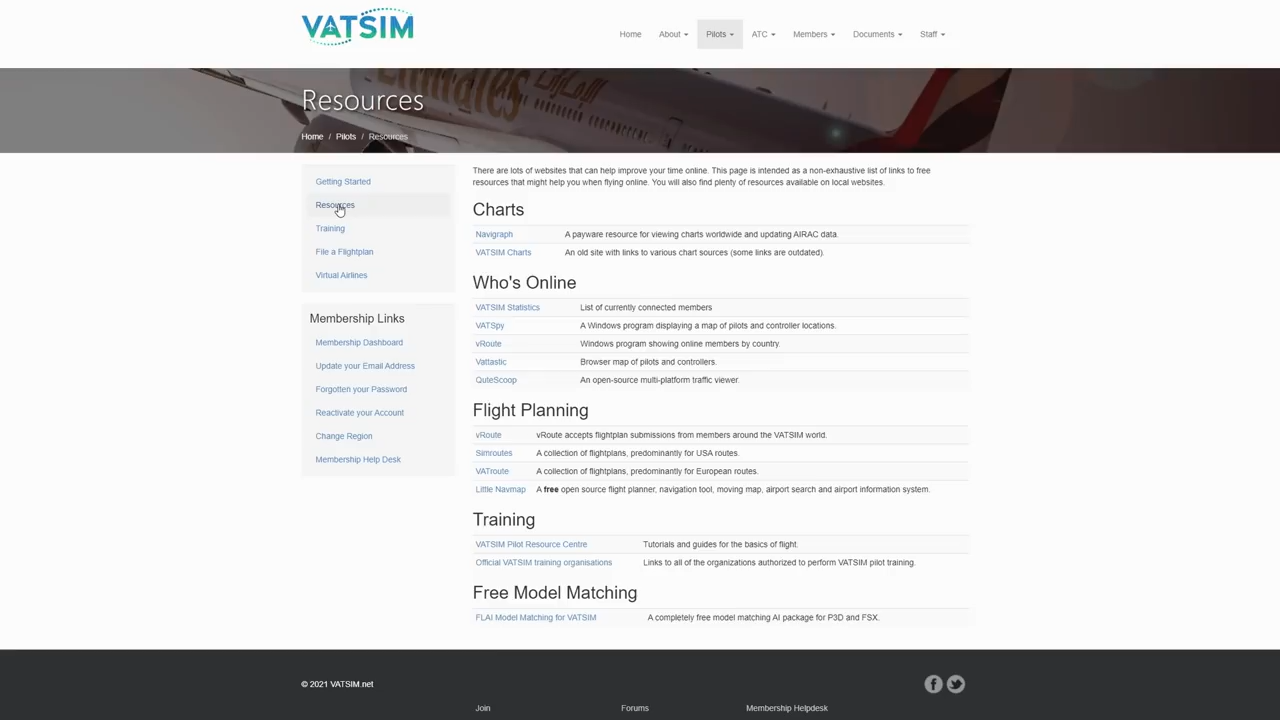 VATSIM
Home About Pilots ATC Members Documents Staff
Emirates
Resources
Home / Pilots / Resources
Getting Started
Resources
Training
File a Flightplan
Virtual Airlines
Membership Links
Membership Dashboard
Update your Email Address
Forgotten your Password
Reactivate your Account
Change Region
Membership Help Desk
There are lots of websites that can help improve your time online. This page is intended as a non-exhaustive list of links to free
resources that might help you when flying online. You will also find plenty of resources available on local websites.
Charts
Navigraph A payware resource for viewing charts worldwide and updating AIRAC data.
VATSIM Charts An old site with links to various chart sources (some links are outdated).
Who's Online
VATSIM Statistics List of currently connected members
VATSpy A Windows program displaying a map of pilots and controller locations.
vRoute Windows program showing online members by country.
Vattastic Browser map of pilots and controllers.
QuteScoop An open-source multi-platform traffic viewer.
Flight Planning
vRoute vRoute accepts flightplan submissions from members around the VATSIM world.
Simroutes A collection of flightplans, predominantly for USA routes.
VATroute A collection of flightplans, predominantly for European routes.
Little Navmap A free open source flight planner, navigation tool, moving map, airport search and airport information system.
Training
VATSIM Pilot Resource Centre Tutorials and guides for the basics of flight.
Official VATSIM training organisations Links to all of the organizations authorized to perform VATSIM pilot training.
Free Model Matching
FLAI Model Matching for VATSIM A completely free model matching AI package for P3D and FSX.
© 2021 VATSIM.net
Join Forums Membership Helpdesk